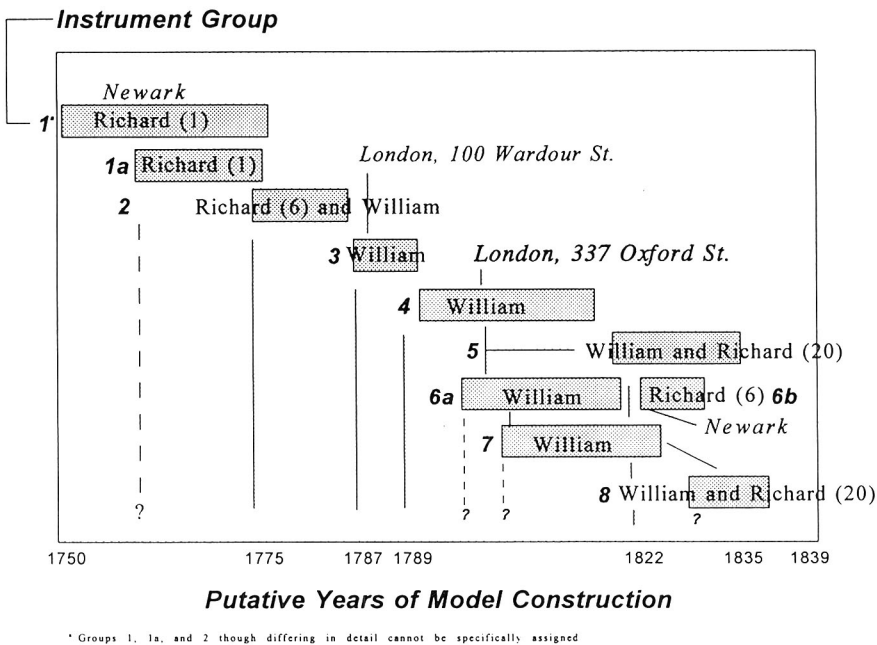 Instrument Group
Newark
1* Richard (1)
1a Richard (1)
London, 100 Wardour St.
2 Richard (6) and William
3 William
London, 337 Oxford St.
4 William
5 William and Richard (20)
6a William Richard (6) 6b
Newark
7 William
8 William and Richard (20)
? ? ? ?
1750 1775 1787 1789 1822 1835 1839
Putative Years of Model Construction
* Groups 1, 1a, and 2 though differing in detail cannot be specifically assigned